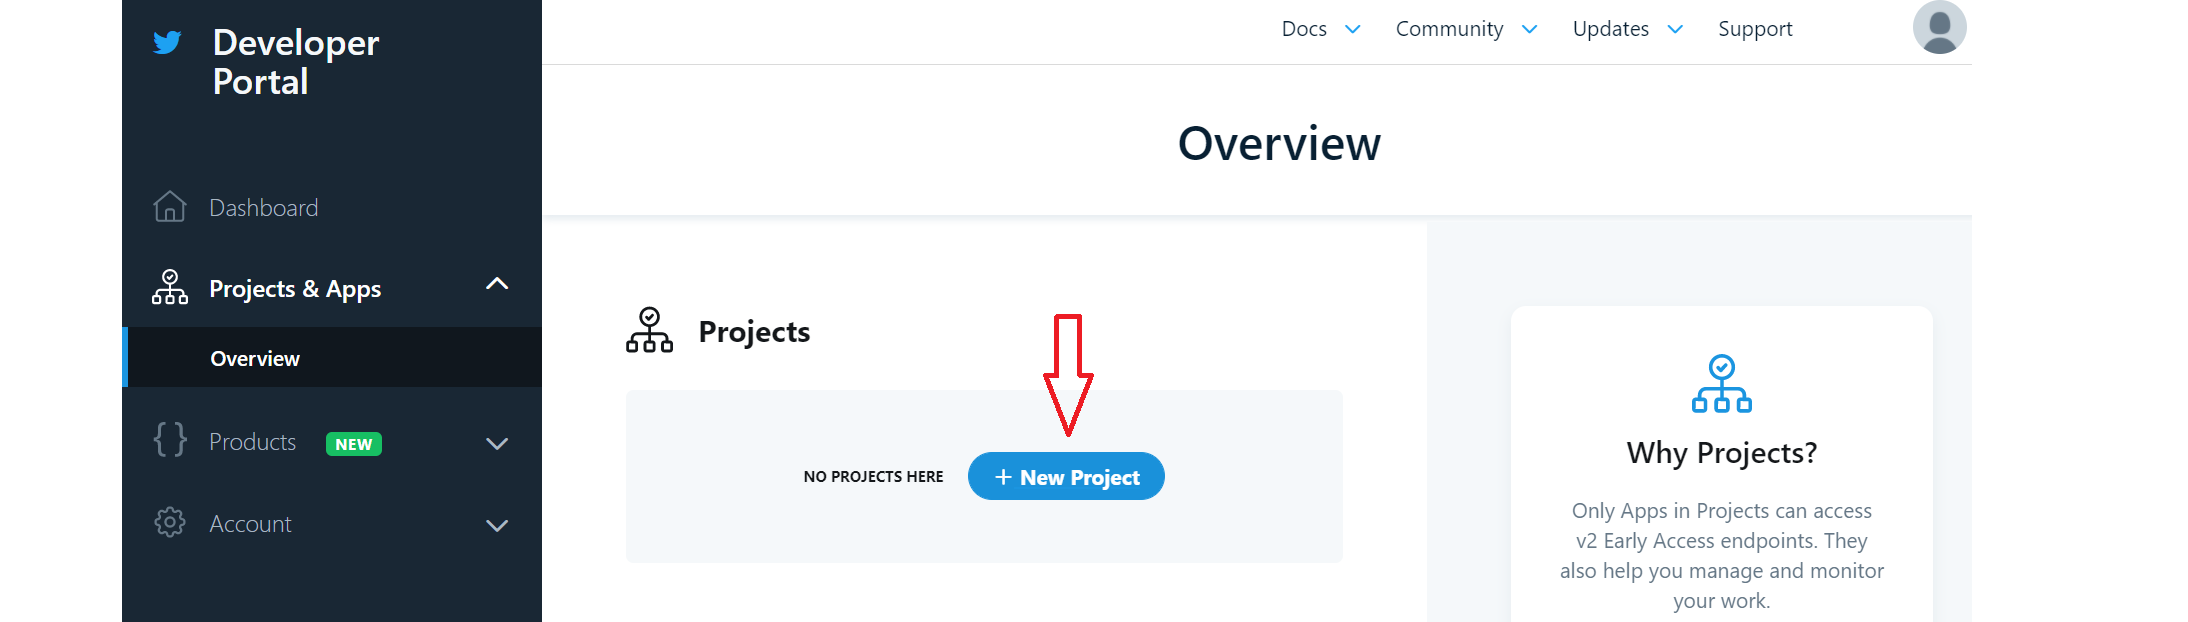 Developer
Portal
Docs
Community
Updates
Support
Overview
Dashboard
Projects & Apps
Overview
Products NEW
Account
Projects
NO PROJECTS HERE
+ New Project
Why Projects?
Only Apps in Projects can access
v2 Early Access endpoints. They
also help you manage and monitor
your work.